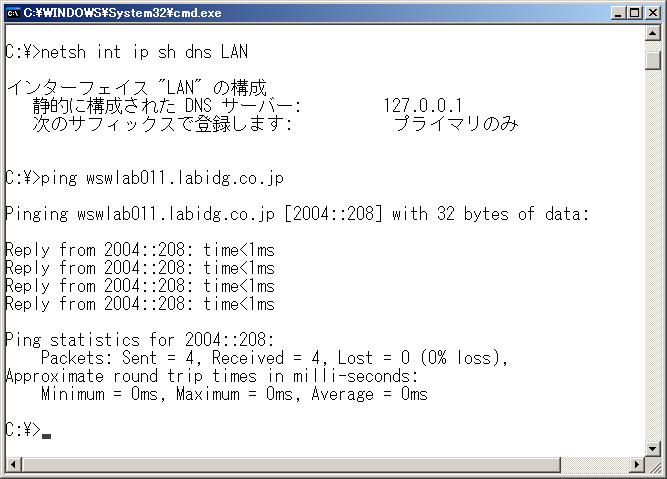 C:¥WINDOWS¥System32¥cmd.exe
C:¥>netsh int ip sh dns LAN
インターフェイス "LAN" の構成
静的に構成された DNS サーバー: 127.0.0.1
次のサフィックスで登録します: プライマリのみ
C:¥>ping wswlab011.labidg.co.jp
Pinging wswlab011.labidg.co.jp [2004::208] with 32 bytes of data:
Reply from 2004::208: time<1ms
Reply from 2004::208: time<1ms
Reply from 2004::208: time<1ms
Reply from 2004::208: time<1ms
Ping statistics for 2004::208:
Packets: Sent = 4, Received = 4, Lost = 0 (0% loss),
Approximate round trip times in milli-seconds:
Minimum = 0ms, Maximum = 0ms, Average = 0ms
C:¥>